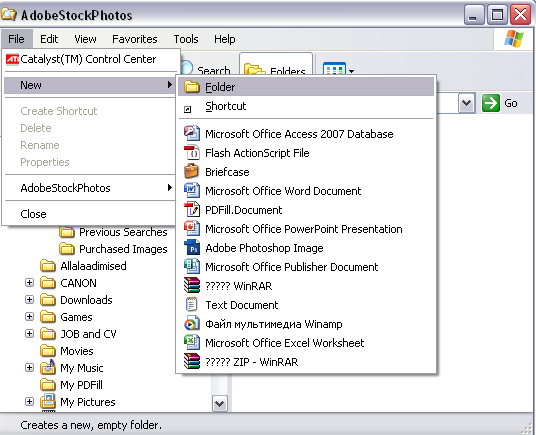 AdobeStockPhotos
File Edit View Favorites Tools Help
ATI Catalyst(TM) Control Center
Search Folders
New
Folder
Go
Shortcut
Create Shortcut
Delete
Rename
Properties
AdobeStockPhotos
Close
Microsoft Office Access 2007 Database
Flash ActionScript File
Briefcase
Microsoft Office Word Document
PDFill.Document
Microsoft Office PowerPoint Presentation
Adobe Photoshop Image
Microsoft Office Publisher Document
????? WinRAR
Text Document
Файл мультимедиа Winamp
Microsoft Office Excel Worksheet
????? ZIP - WinRAR
Previous Searches
Purchased Images
Allalaadimised
CANON
Downloads
Games
JOB and CV
Movies
My Music
My PDFill
My Pictures
Creates a new, empty folder.